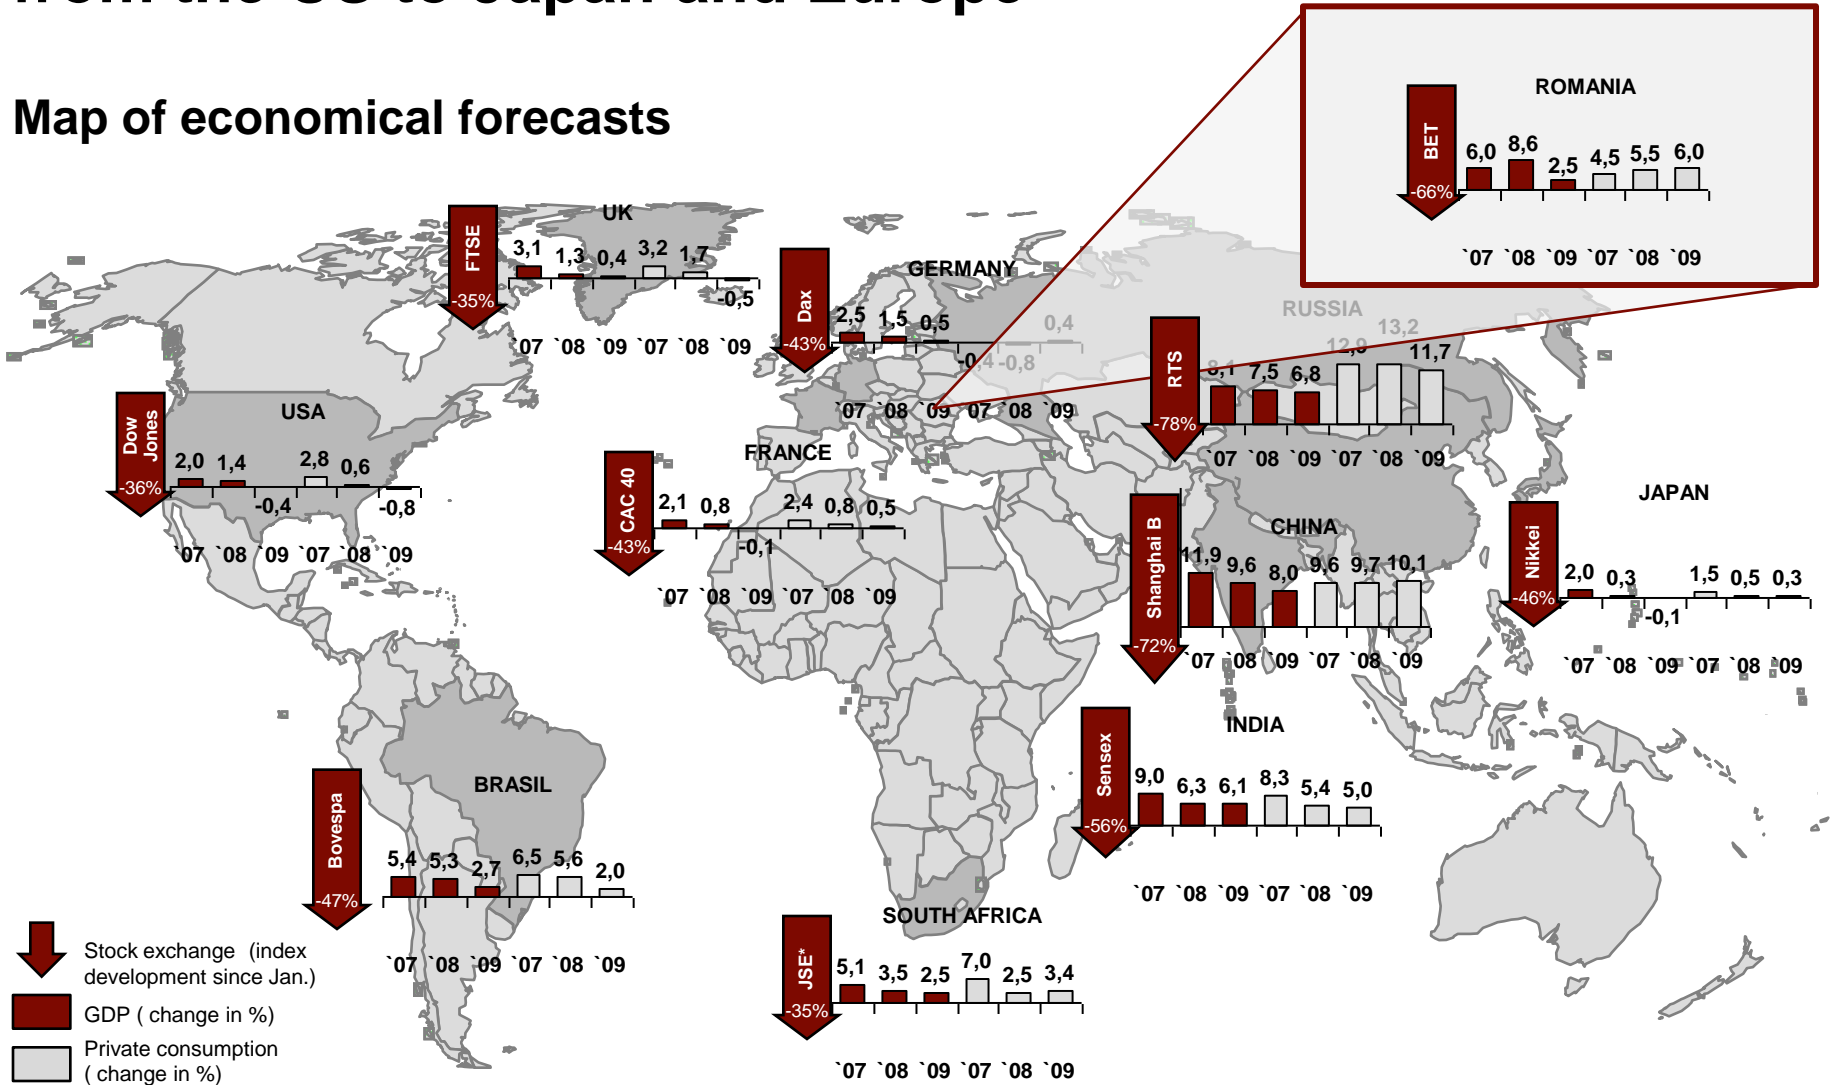 from the US to Japan and Europe
Map of economical forecasts
ROMANIA
BET
-66%
6,0 8,6 2,5 4,5 5,5 6,0
`07 `08 `09 `07 `08 `09
UK
FTSE
-35%
3,1 1,3 0,4 3,2 1,7 -0,5
`07 `08 `09 `07 `08 `09
GERMANY
Dax
-43%
2,5 1,5 0,5 -0,4 -0,8 0,4
`07 `08 `09 `07 `08 `09
RUSSIA
RTS
-78%
8,1 7,5 6,8 12,9 13,2 11,7
`07 `08 `09 `07 `08 `09
USA
Dow
Jones
-36%
2,0 1,4 -0,4 2,8 0,6 -0,8
`07 `08 `09 `07 `08 `09
FRANCE
CAC 40
-43%
2,1 0,8 -0,1 2,4 0,8 0,5
`07 `08 `09 `07 `08 `09
CHINA
Shanghai B
-72%
11,9 9,6 8,0 9,6 9,7 10,1
`07 `08 `09 `07 `08 `09
JAPAN
Nikkei
-46%
2,0 0,3 -0,1 1,5 0,5 0,3
`07 `08 `09 `07 `08 `09
INDIA
Sensex
-56%
9,0 6,3 6,1 8,3 5,4 5,0
`07 `08 `09 `07 `08 `09
BRASIL
Bovespa
-47%
5,4 5,3 2,7 6,5 5,6 2,0
`07 `08 `09 `07 `08 `09
SOUTH AFRICA
JSE*
-35%
5,1 3,5 2,5 7,0 2,5 3,4
`07 `08 `09 `07 `08 `09
Stock exchange (index
development since Jan.)
GDP ( change in %)
Private consumption
( change in %)